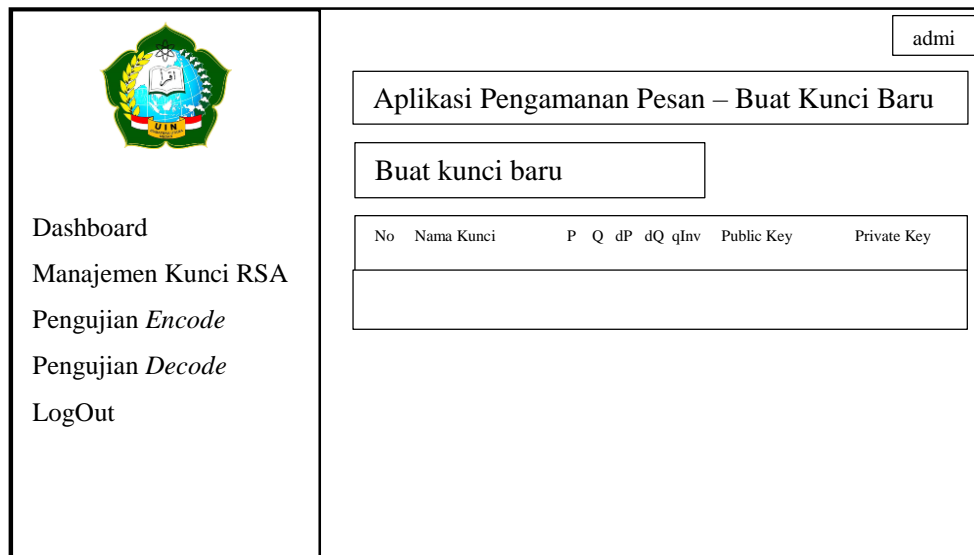 UIN
admi
Aplikasi Pengamanan Pesan – Buat Kunci Baru
Buat kunci baru
Dashboard
Manajemen Kunci RSA
Pengujian Encode
Pengujian Decode
LogOut
No Nama Kunci P Q dP dQ qInv Public Key Private Key